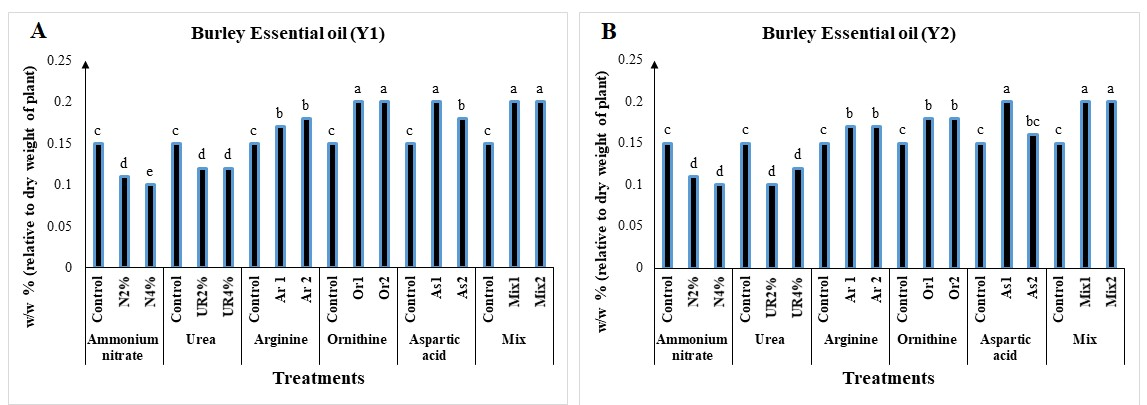 A
Burley Essential oil (Y1)
w/w % (relative to dry weight of plant)
0.25
0.2
0.15
0.1
0.05
0
c d e c d d c b b c a a c a b c a a
Control N2% N4% Control UR2% UR4% Control Ar 1 Ar 2 Control Or1 Or2 Control As1 As2 Control Mix1 Mix2
Ammonium Urea Arginine Ornithine Aspartic Mix
nitrate acid
Treatments
B
Burley Essential oil (Y2)
w/w % (relative to dry weight of plant)
0.25
0.2
0.15
0.1
0.05
0
c d d c d d c b b c b b c a bc c a a
Control N2% N4% Control UR2% UR4% Control Ar 1 Ar 2 Control Or1 Or2 Control As1 As2 Control Mix1 Mix2
Ammonium Urea Arginine Ornithine Aspartic Mix
nitrate acid
Treatments